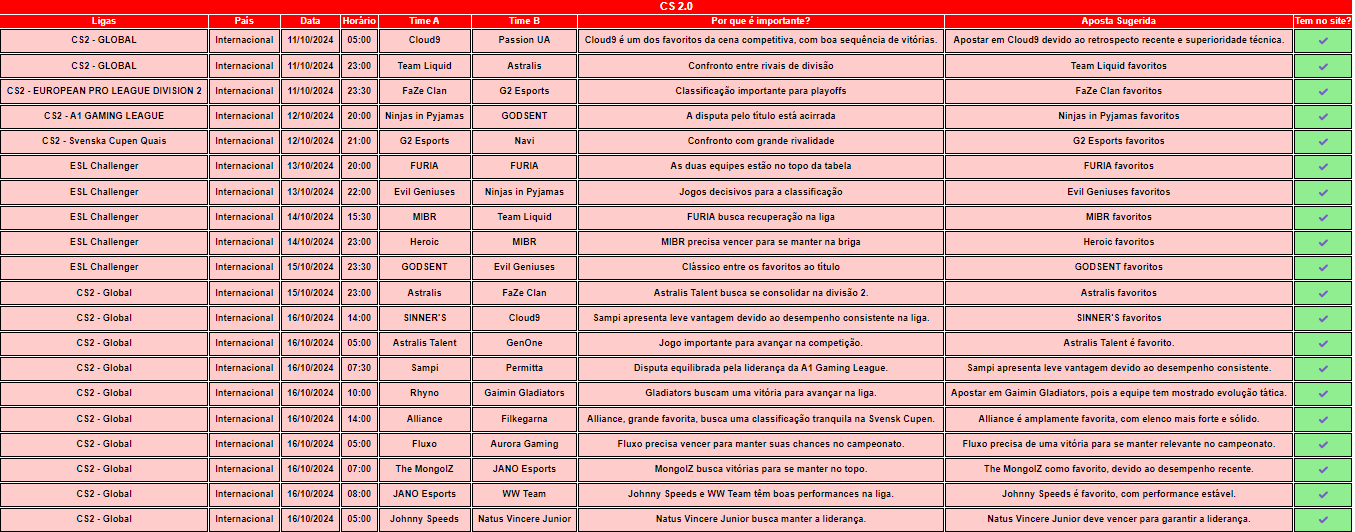 CS 2.0
Ligas País Data Horário Time A Time B Por que é importante? Aposta Sugerida Tem no site?
CS2 - GLOBAL Internacional 11/10/2024 05:00 Cloud9 Passion UA Cloud9 é um dos favoritos da cena competitiva, com boa sequência de vitórias. Apostar em Cloud9 devido ao retrospecto recente e superioridade técnica. ✔
CS2 - GLOBAL Internacional 11/10/2024 23:00 Team Liquid Astralis Confronto entre rivais de divisão Team Liquid favoritos ✔
CS2 - EUROPEAN PRO LEAGUE DIVISION 2 Internacional 11/10/2024 23:30 FaZe Clan G2 Esports Classificação importante para playoffs FaZe Clan favoritos ✔
CS2 - A1 GAMING LEAGUE Internacional 12/10/2024 20:00 Ninjas in Pyjamas GODSENT A disputa pelo título está acirrada Ninjas in Pyjamas favoritos ✔
CS2 - Svenska Cupen Quais Internacional 12/10/2024 21:00 G2 Esports Navi Confronto com grande rivalidade G2 Esports favoritos ✔
ESL Challenger Internacional 13/10/2024 20:00 FURIA FURIA As duas equipes estão no topo da tabela FURIA favoritos ✔
ESL Challenger Internacional 13/10/2024 22:00 Evil Geniuses Ninjas in Pyjamas Jogos decisivos para a classificação Evil Geniuses favoritos ✔
ESL Challenger Internacional 14/10/2024 15:30 MIBR Team Liquid FURIA busca recuperação na liga MIBR favoritos ✔
ESL Challenger Internacional 14/10/2024 23:00 Heroic MIBR MIBR precisa vencer para se manter na briga Heroic favoritos ✔
ESL Challenger Internacional 15/10/2024 23:30 GODSENT Evil Geniuses Clássico entre os favoritos ao título GODSENT favoritos ✔
CS2 - Global Internacional 15/10/2024 23:00 Astralis FaZe Clan Astralis Talent busca se consolidar na divisão 2. Astralis favoritos ✔
CS2 - Global Internacional 16/10/2024 14:00 SINNER'S Cloud9 Sampi apresenta leve vantagem devido ao desempenho consistente na liga. SINNER'S favoritos ✔
CS2 - Global Internacional 16/10/2024 05:00 Astralis Talent GenOne Jogo importante para avançar na competição. Astralis Talent é favorito. ✔
CS2 - Global Internacional 16/10/2024 07:30 Sampi Permitta Disputa equilibrada pela liderança da A1 Gaming League. Sampi apresenta leve vantagem devido ao desempenho consistente. ✔
CS2 - Global Internacional 16/10/2024 10:00 Rhyno Gaimin Gladiators Gladiators buscam uma vitória para avançar na liga. Apostar em Gaimin Gladiators, pois a equipe tem mostrado evolução tática. ✔
CS2 - Global Internacional 16/10/2024 14:00 Alliance Filkegarna Alliance, grande favorita, busca uma classificação tranquila na Svensk Cupen. Alliance é amplamente favorita, com elenco mais forte e sólido. ✔
CS2 - Global Internacional 16/10/2024 05:00 Fluxo Aurora Gaming Fluxo precisa vencer para manter suas chances no campeonato. Fluxo precisa de uma vitória para se manter relevante no campeonato. ✔
CS2 - Global Internacional 16/10/2024 07:00 The MongolZ JANO Esports MongolZ busca vitórias para se manter no topo. The MongolZ como favorito, devido ao desempenho recente. ✔
CS2 - Global Internacional 16/10/2024 08:00 JANO Esports WW Team Johnny Speeds e WW Team têm boas performances na liga. Johnny Speeds é favorito, com performance estável. ✔
CS2 - Global Internacional 16/10/2024 05:00 Johnny Speeds Natus Vincere Junior Natus Vincere Junior busca manter a liderança. Natus Vincere Junior deve vencer para garantir a liderança. ✔